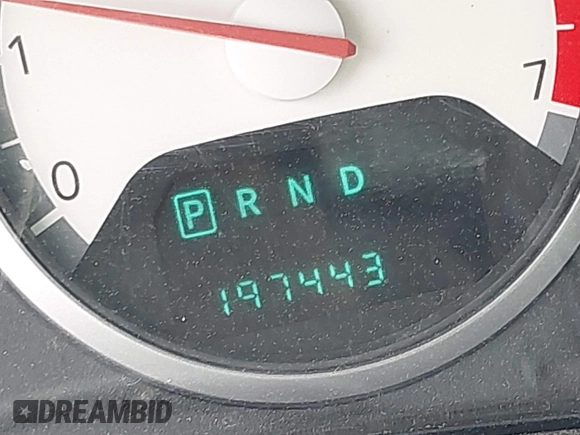 1
7
0
P R N D
197443
DREAMBID